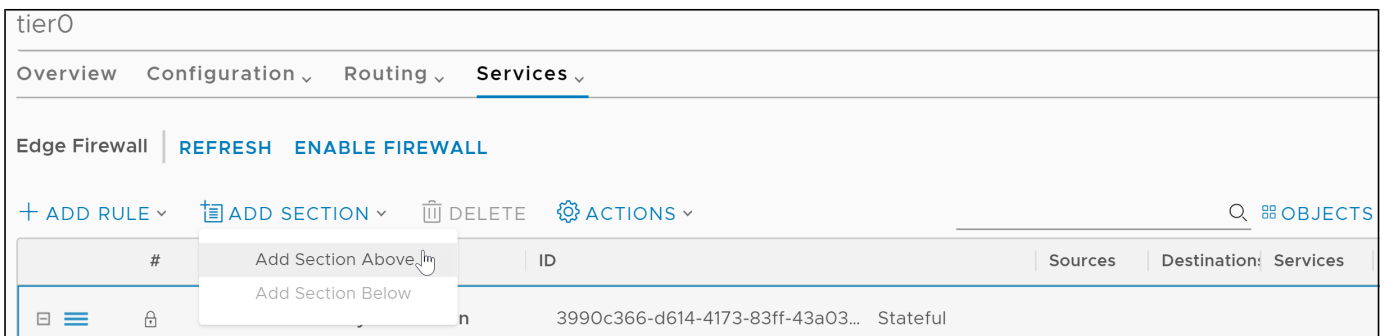 tier0
Overview Configuration Routing Services
Edge Firewall REFRESH ENABLE FIREWALL
ADD RULE ADD SECTION DELETE ACTIONS OBJECTS
# ID Sources Destination Services
Add Section Above
Add Section Below
n 3990c366-d614-4173-83ff-43a03... Stateful